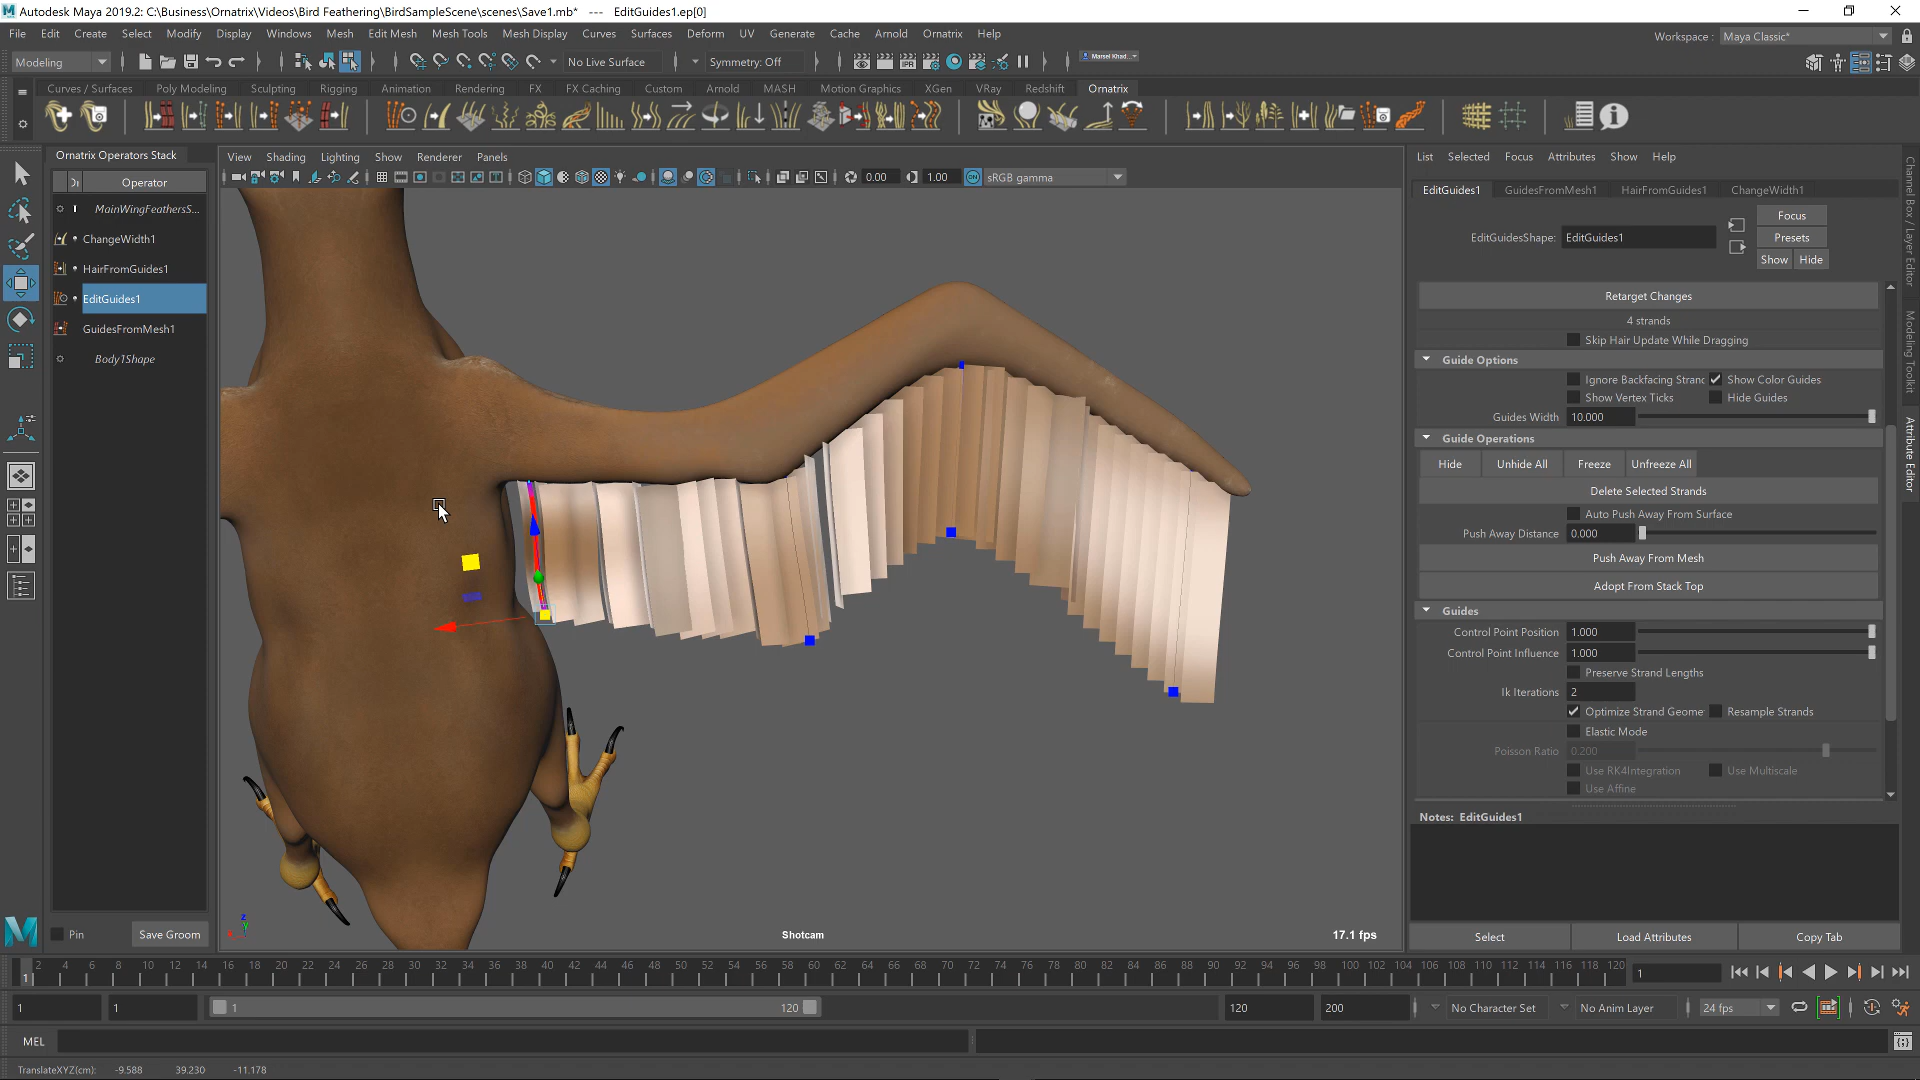 Autodesk Maya 2019.2: C:\Business\Ornatrix\Videos\Bird Feathering\BirdSampleScene\scenes\Save1.mb* --- EditGuides1.ep[0]
File Edit Create Select Modify Display Windows Mesh Edit Mesh Mesh Tools Mesh Display Curves Surfaces Deform UV Generate Cache Arnold Ornatrix Help
Workspace : Maya Classic*
Modeling No Live Surface Symmetry: Off Marsel Khad...
Curves / Surfaces Poly Modeling Sculpting Rigging Animation Rendering FX FX Caching Custom Arnold MASH Motion Graphics XGen VRay Redshift Ornatrix
IPR
Ornatrix Operators Stack
View Shading Lighting Show Renderer Panels
0.00 1.00 ON sRGB gamma
Operator
MainWingFeathersS...
ChangeWidth1
HairFromGuides1
EditGuides1
GuidesFromMesh1
Body1Shape
Pin Save Groom
z
Shotcam
17.1 fps
List Selected Focus Attributes Show Help
EditGuides1 GuidesFromMesh1 HairFromGuides1 ChangeWidth1
EditGuidesShape: EditGuides1
Focus
Presets
Show Hide
Retarget Changes
4 strands
Skip Hair Update While Dragging
Guide Options
Ignore Backfacing Stranc Show Color Guides
Show Vertex Ticks Hide Guides
Guides Width 10.000
Guide Operations
Hide Unhide All Freeze Unfreeze All
Delete Selected Strands
Auto Push Away From Surface
Push Away Distance 0.000
Push Away From Mesh
Adopt From Stack Top
Guides
Control Point Position 1.000
Control Point Influence 1.000
Preserve Strand Lengths
Ik Iterations 2
Optimize Strand Geome Resample Strands
Elastic Mode
Poisson Ratio 0.200
Use RK4Integration Use Multiscale
Use Affine
Notes: EditGuides1
Select Load Attributes Copy Tab
Channel Box / Layer Editor
Modeling Toolkit
Attribute Editor
1 2 4 6 8 10 12 14 16 18 20 22 24 26 28 30 32 34 36 38 40 42 44 46 48 50 52 54 56 58 60 62 64 66 68 70 72 74 76 78 80 82 84 86 88 90 92 94 96 98 100 102 104 106 108 110 112 114 116 118 120 1
1 1 1 120 120 200 No Character Set No Anim Layer 24 fps
MEL
TranslateXYZ(cm): -9.588 39.230 -11.178